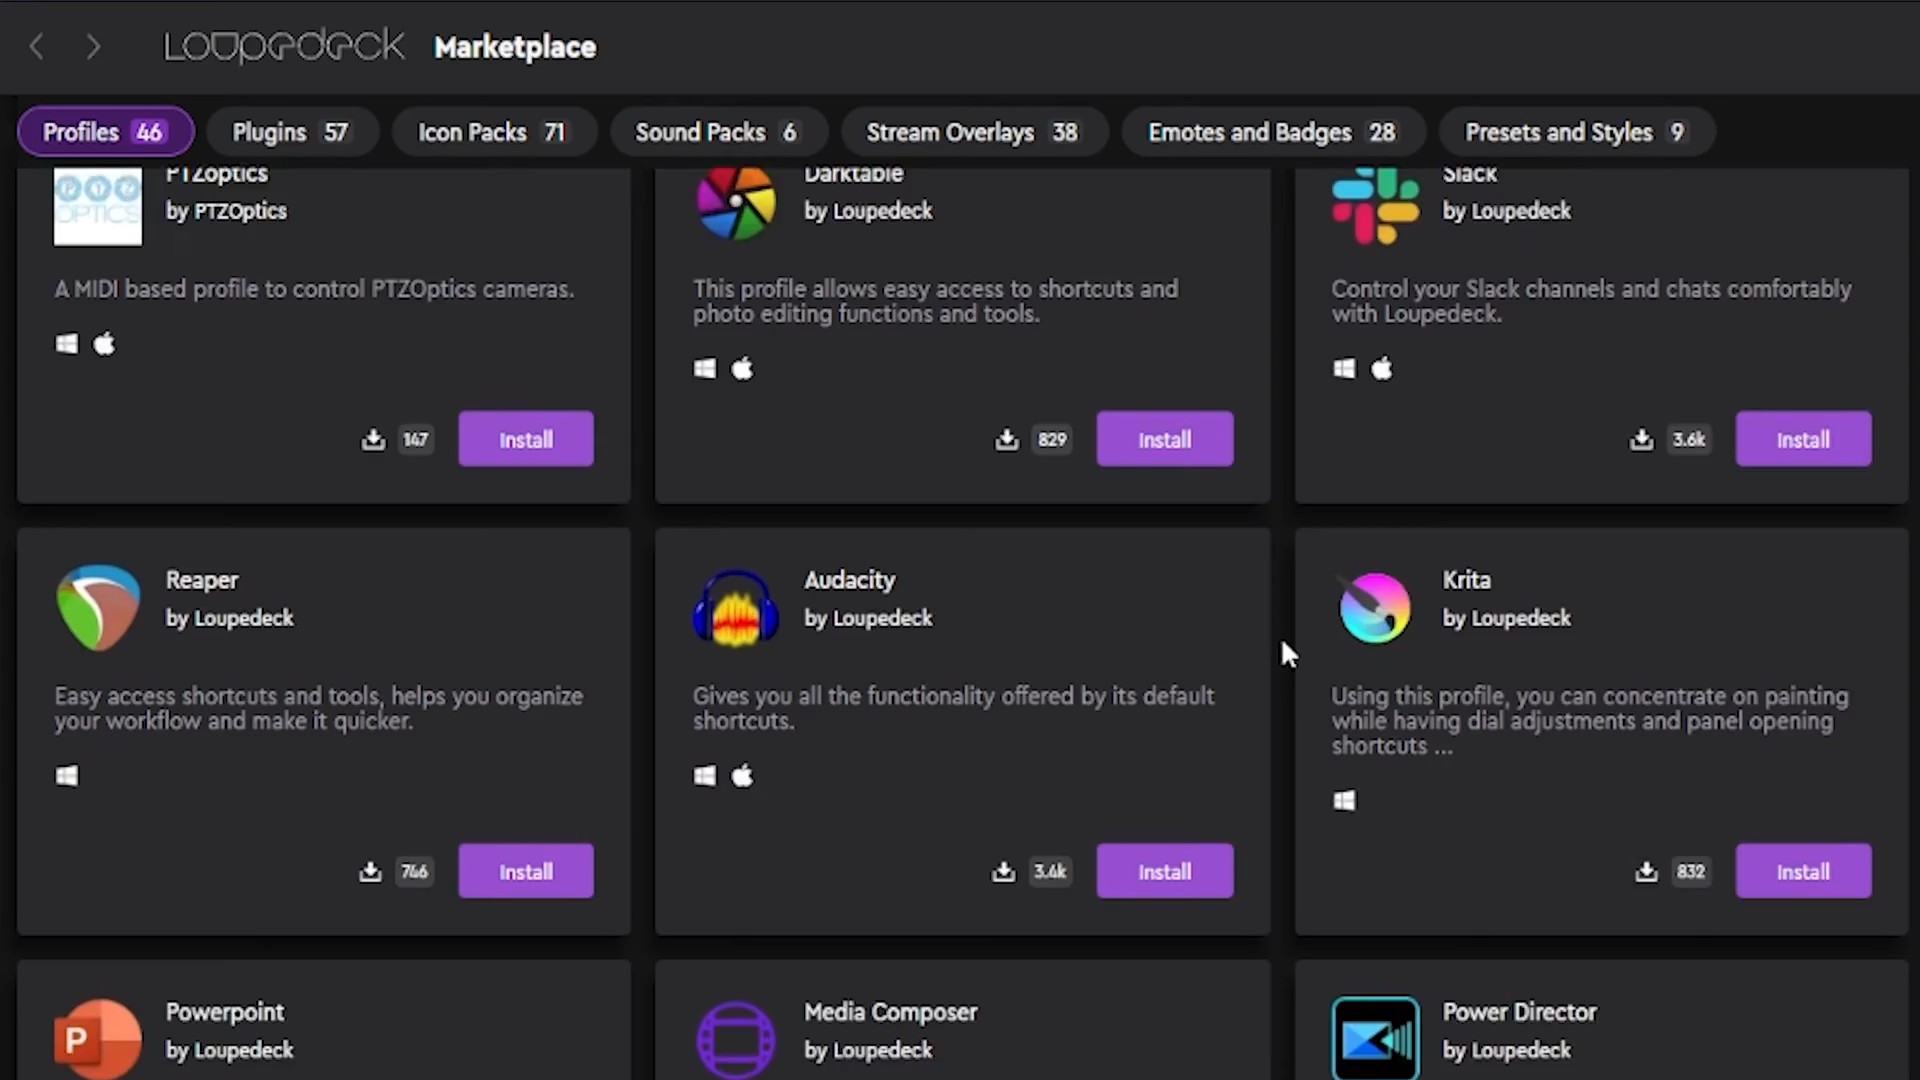 Loupedeck Marketplace
Profiles 46 Plugins 57 Icon Packs 71 Sound Packs 6 Stream Overlays 38 Emotes and Badges 28 Presets and Styles 9
PTZ OPTICS
PTZoptics
by PTZOptics
A MIDI based profile to control PTZOptics cameras.
147 Install
Darktable
by Loupedeck
This profile allows easy access to shortcuts and
photo editing functions and tools.
829 Install
Slack
by Loupedeck
Control your Slack channels and chats comfortably
with Loupedeck.
3.6k Install
Reaper
by Loupedeck
Easy access shortcuts and tools, helps you organize
your workflow and make it quicker.
746 Install
Audacity
by Loupedeck
Gives you all the functionality offered by its default
shortcuts.
3.4k Install
Krita
by Loupedeck
Using this profile, you can concentrate on painting
while having dial adjustments and panel opening
shortcuts ...
832 Install
P
Powerpoint
by Loupedeck
Media Composer
by Loupedeck
Power Director
by Loupedeck